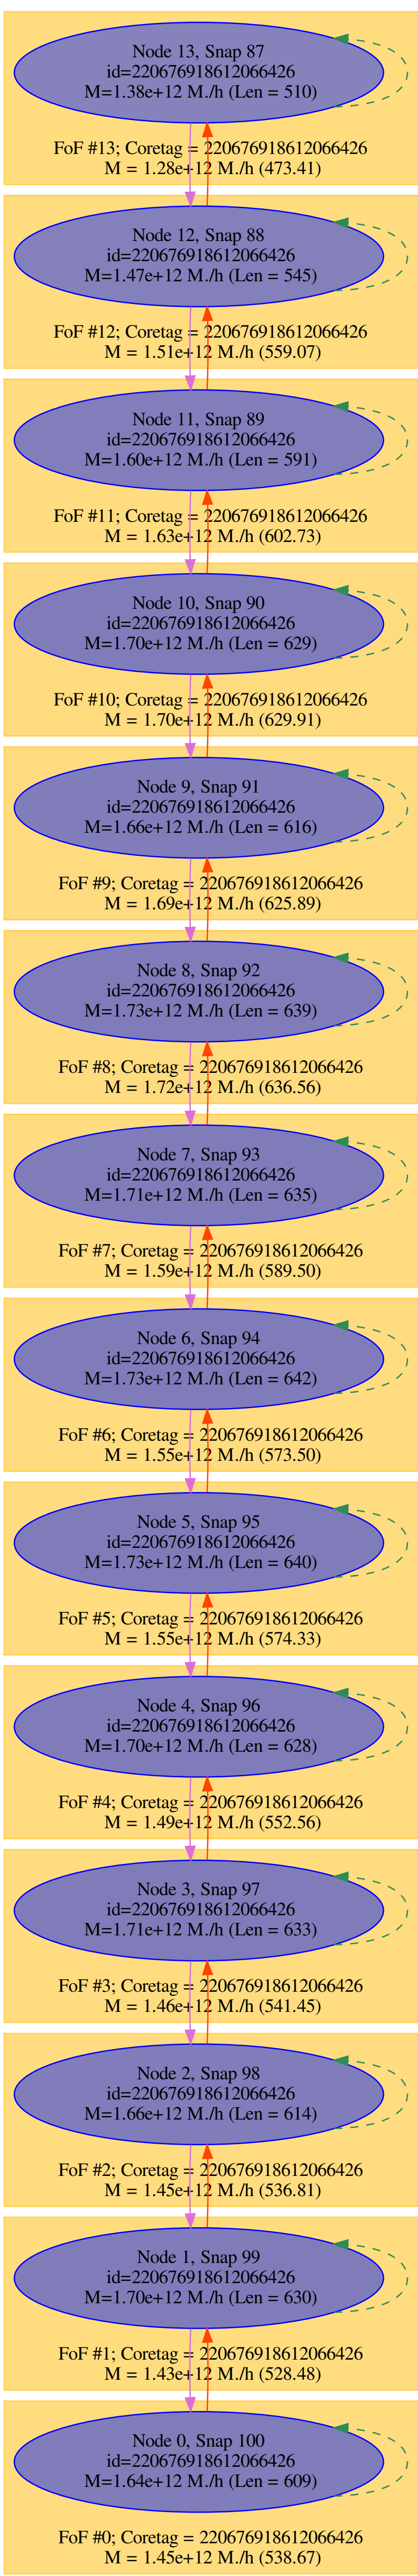 Node 13, Snap 87
id=220676918612066426
M=1.38e+12 M./h (Len = 510)
FoF #13; Coretag = 220676918612066426
M = 1.28e+12 M./h (473.41)
Node 12, Snap 88
id=220676918612066426
M=1.47e+12 M./h (Len = 545)
FoF #12; Coretag = 220676918612066426
M = 1.51e+12 M./h (559.07)
Node 11, Snap 89
id=220676918612066426
M=1.60e+12 M./h (Len = 591)
FoF #11; Coretag = 220676918612066426
M = 1.63e+12 M./h (602.73)
Node 10, Snap 90
id=220676918612066426
M=1.70e+12 M./h (Len = 629)
FoF #10; Coretag = 220676918612066426
M = 1.70e+12 M./h (629.91)
Node 9, Snap 91
id=220676918612066426
M=1.66e+12 M./h (Len = 616)
FoF #9; Coretag = 220676918612066426
M = 1.69e+12 M./h (625.89)
Node 8, Snap 92
id=220676918612066426
M=1.73e+12 M./h (Len = 639)
FoF #8; Coretag = 220676918612066426
M = 1.72e+12 M./h (636.56)
Node 7, Snap 93
id=220676918612066426
M=1.71e+12 M./h (Len = 635)
FoF #7; Coretag = 220676918612066426
M = 1.59e+12 M./h (589.50)
Node 6, Snap 94
id=220676918612066426
M=1.73e+12 M./h (Len = 642)
FoF #6; Coretag = 220676918612066426
M = 1.55e+12 M./h (573.50)
Node 5, Snap 95
id=220676918612066426
M=1.73e+12 M./h (Len = 640)
FoF #5; Coretag = 220676918612066426
M = 1.55e+12 M./h (574.33)
Node 4, Snap 96
id=220676918612066426
M=1.70e+12 M./h (Len = 628)
FoF #4; Coretag = 220676918612066426
M = 1.49e+12 M./h (552.56)
Node 3, Snap 97
id=220676918612066426
M=1.71e+12 M./h (Len = 633)
FoF #3; Coretag = 220676918612066426
M = 1.46e+12 M./h (541.45)
Node 2, Snap 98
id=220676918612066426
M=1.66e+12 M./h (Len = 614)
FoF #2; Coretag = 220676918612066426
M = 1.45e+12 M./h (536.81)
Node 1, Snap 99
id=220676918612066426
M=1.70e+12 M./h (Len = 630)
FoF #1; Coretag = 220676918612066426
M = 1.43e+12 M./h (528.48)
Node 0, Snap 100
id=220676918612066426
M=1.64e+12 M./h (Len = 609)
FoF #0; Coretag = 220676918612066426
M = 1.45e+12 M./h (538.67)